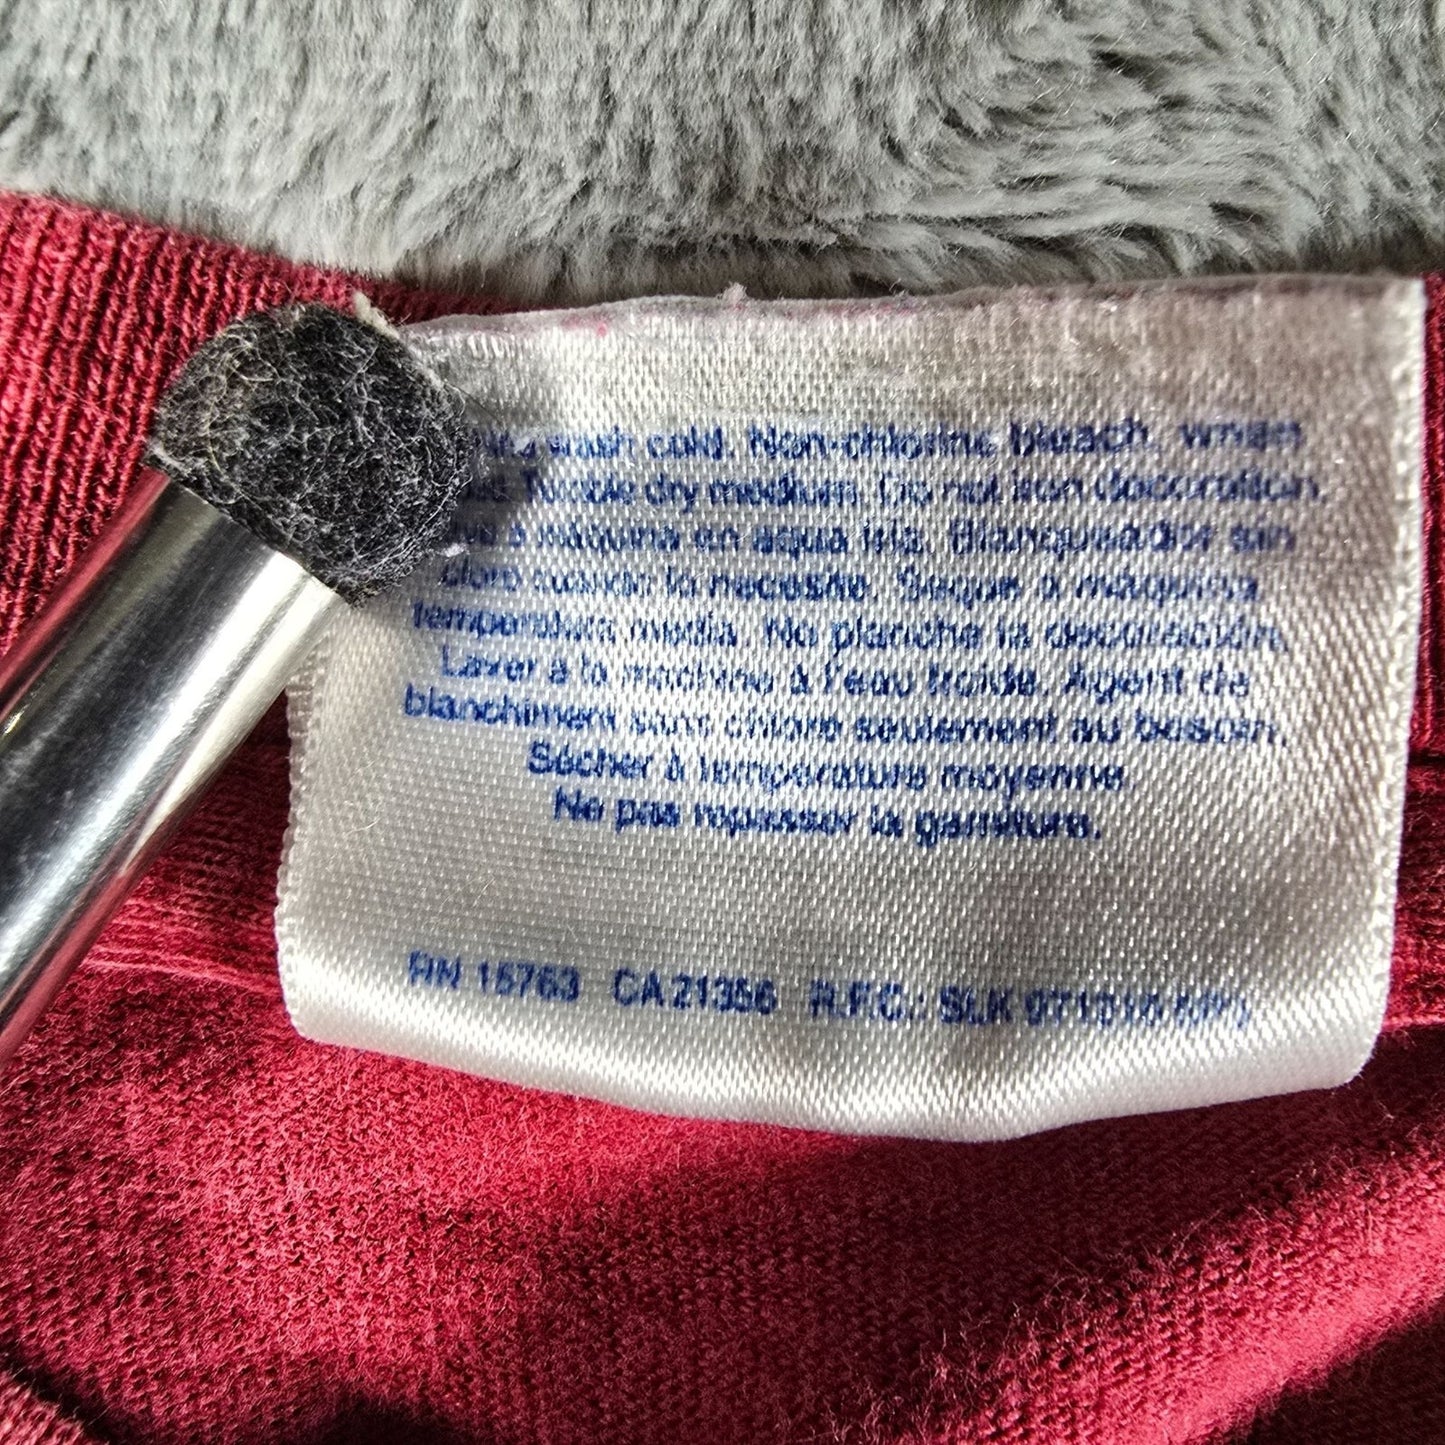 wash cold. Non-chlorine bleach, when
Tumble dry medium. Do not iron decoration.
a máquina en agua fria. Blanqueador sin
cloro cuando lo necesite. Seque a máquina
temperatura media. No planche la decoración.
Laver à la machine à l'eau froide. Agent de
blanchiment sans chlore seulement au besoin.
Sécher à température moyenne
Ne pas repasser la garniture.
RN 15763 CA 21356 R.F.C.: SLK